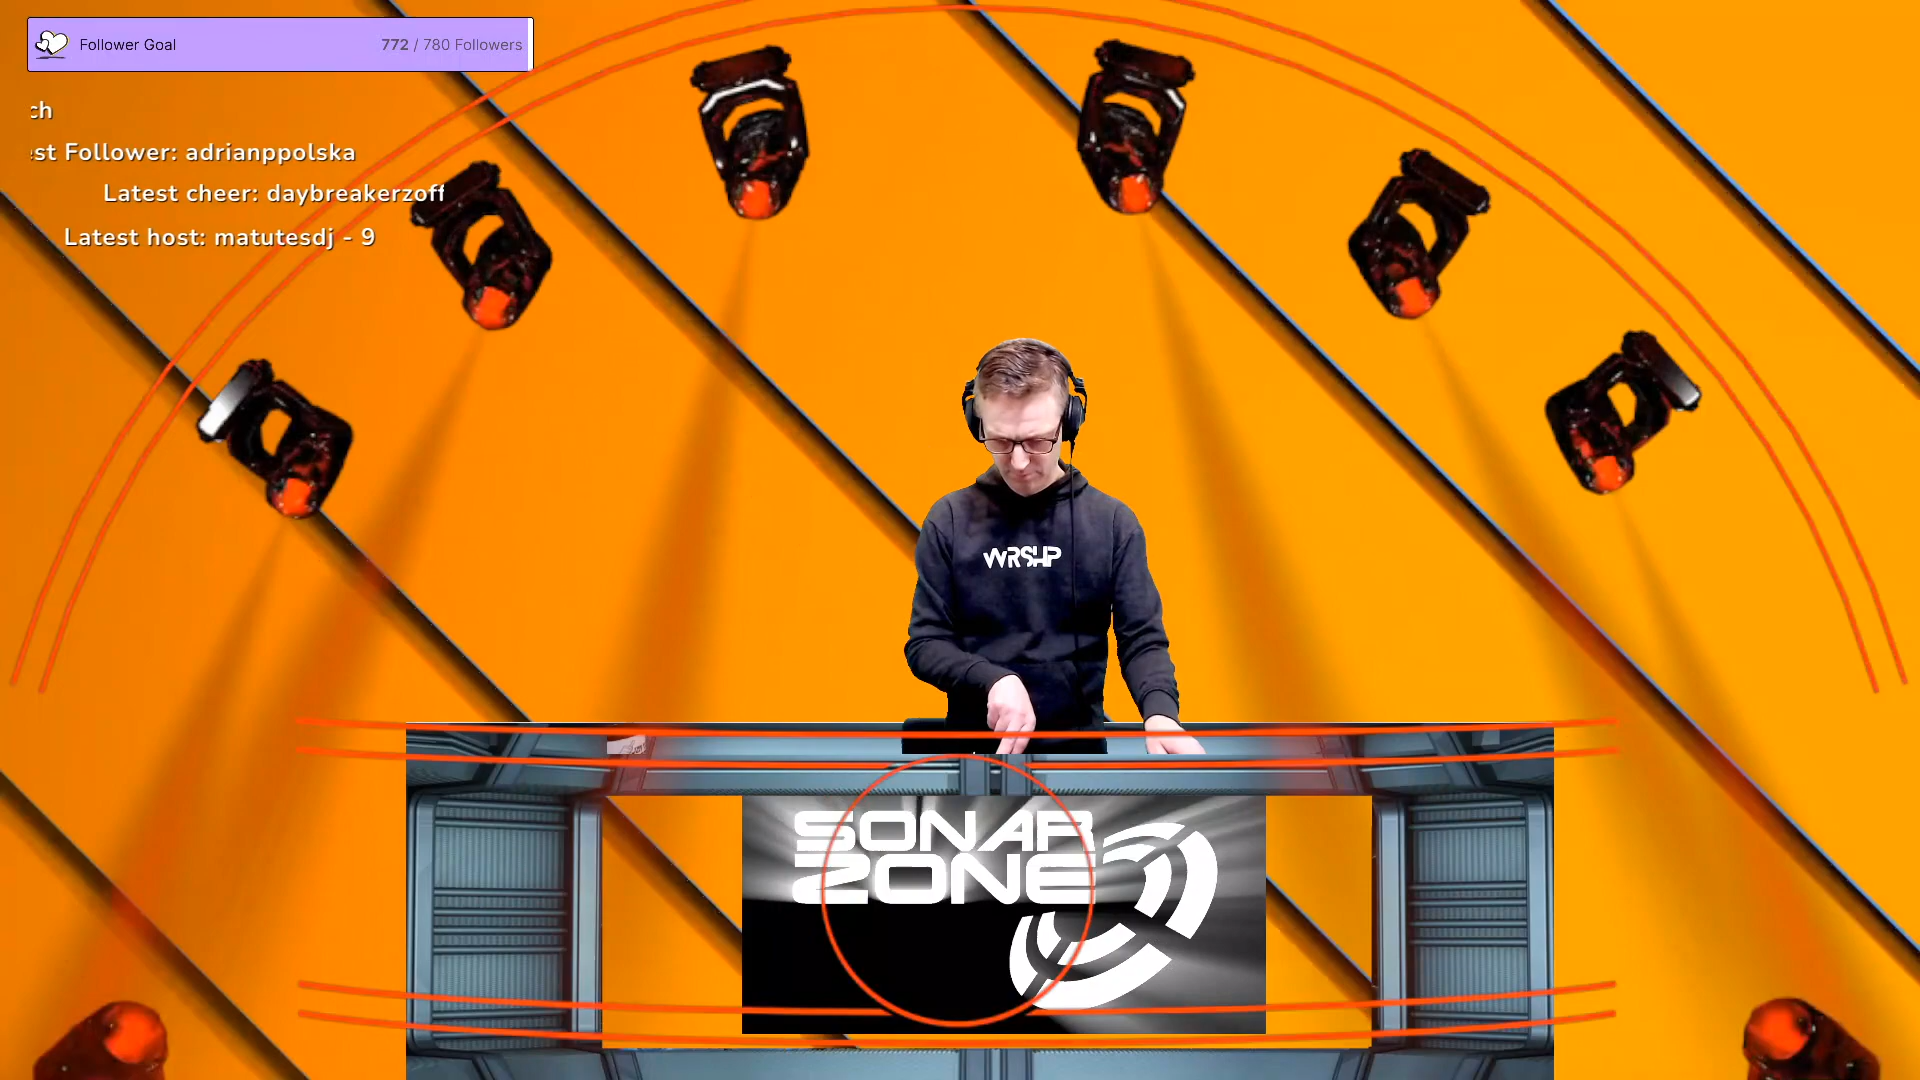 Follower Goal 772 / 780 Followers
ch
st Follower: adrianppolska
Latest cheer: daybreakerzoff
Latest host: matutesdj - 9
WRSHP
SONAR
ZONE